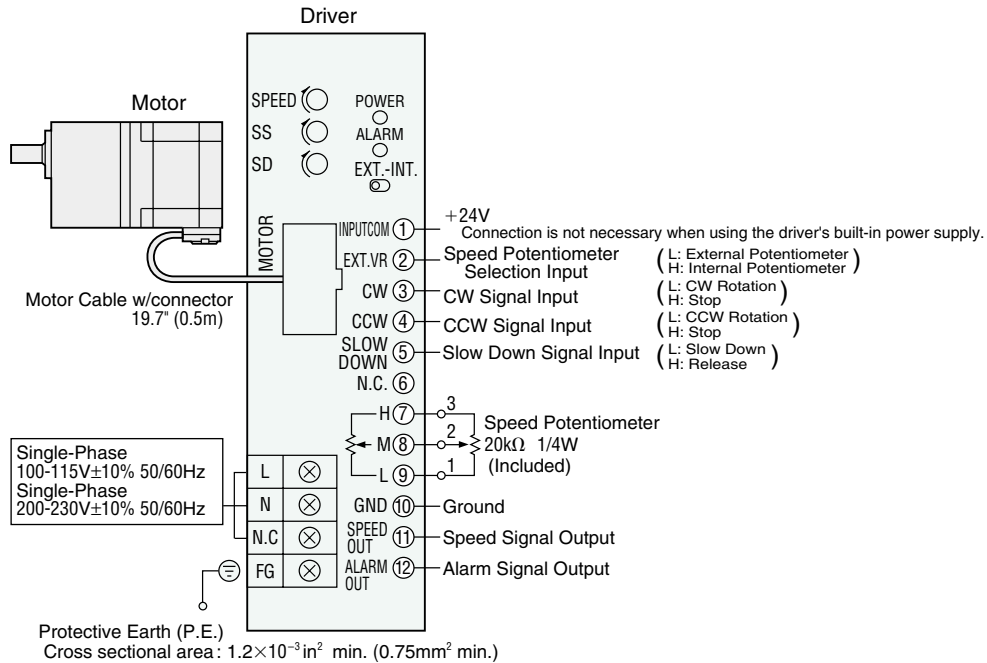 Driver
Motor
SPEED
SS
SD
POWER
ALARM
EXT.-INT.
MOTOR
Motor Cable w/connector
19.7" (0.5m)
INPUTCOM 1 +24V
Connection is not necessary when using the driver's built-in power supply.
EXT.VR 2 Speed Potentiometer
Selection Input
(L: External Potentiometer
H: Internal Potentiometer)
CW 3 CW Signal Input
(L: CW Rotation
H: Stop)
CCW 4 CCW Signal Input
(L: CCW Rotation
H: Stop)
SLOW
DOWN 5 Slow Down Signal Input
(L: Slow Down
H: Release)
N.C. 6
H 7 3
M 8 2
L 9 1
Speed Potentiometer
20kΩ 1/4W
(Included)
GND 10 Ground
SPEED
OUT 11 Speed Signal Output
ALARM
OUT 12 Alarm Signal Output
Single-Phase
100-115V±10% 50/60Hz
Single-Phase
200-230V±10% 50/60Hz
L
N
N.C
FG
Protective Earth (P.E.)
Cross sectional area : 1.2×10⁻³in² min. (0.75mm² min.)